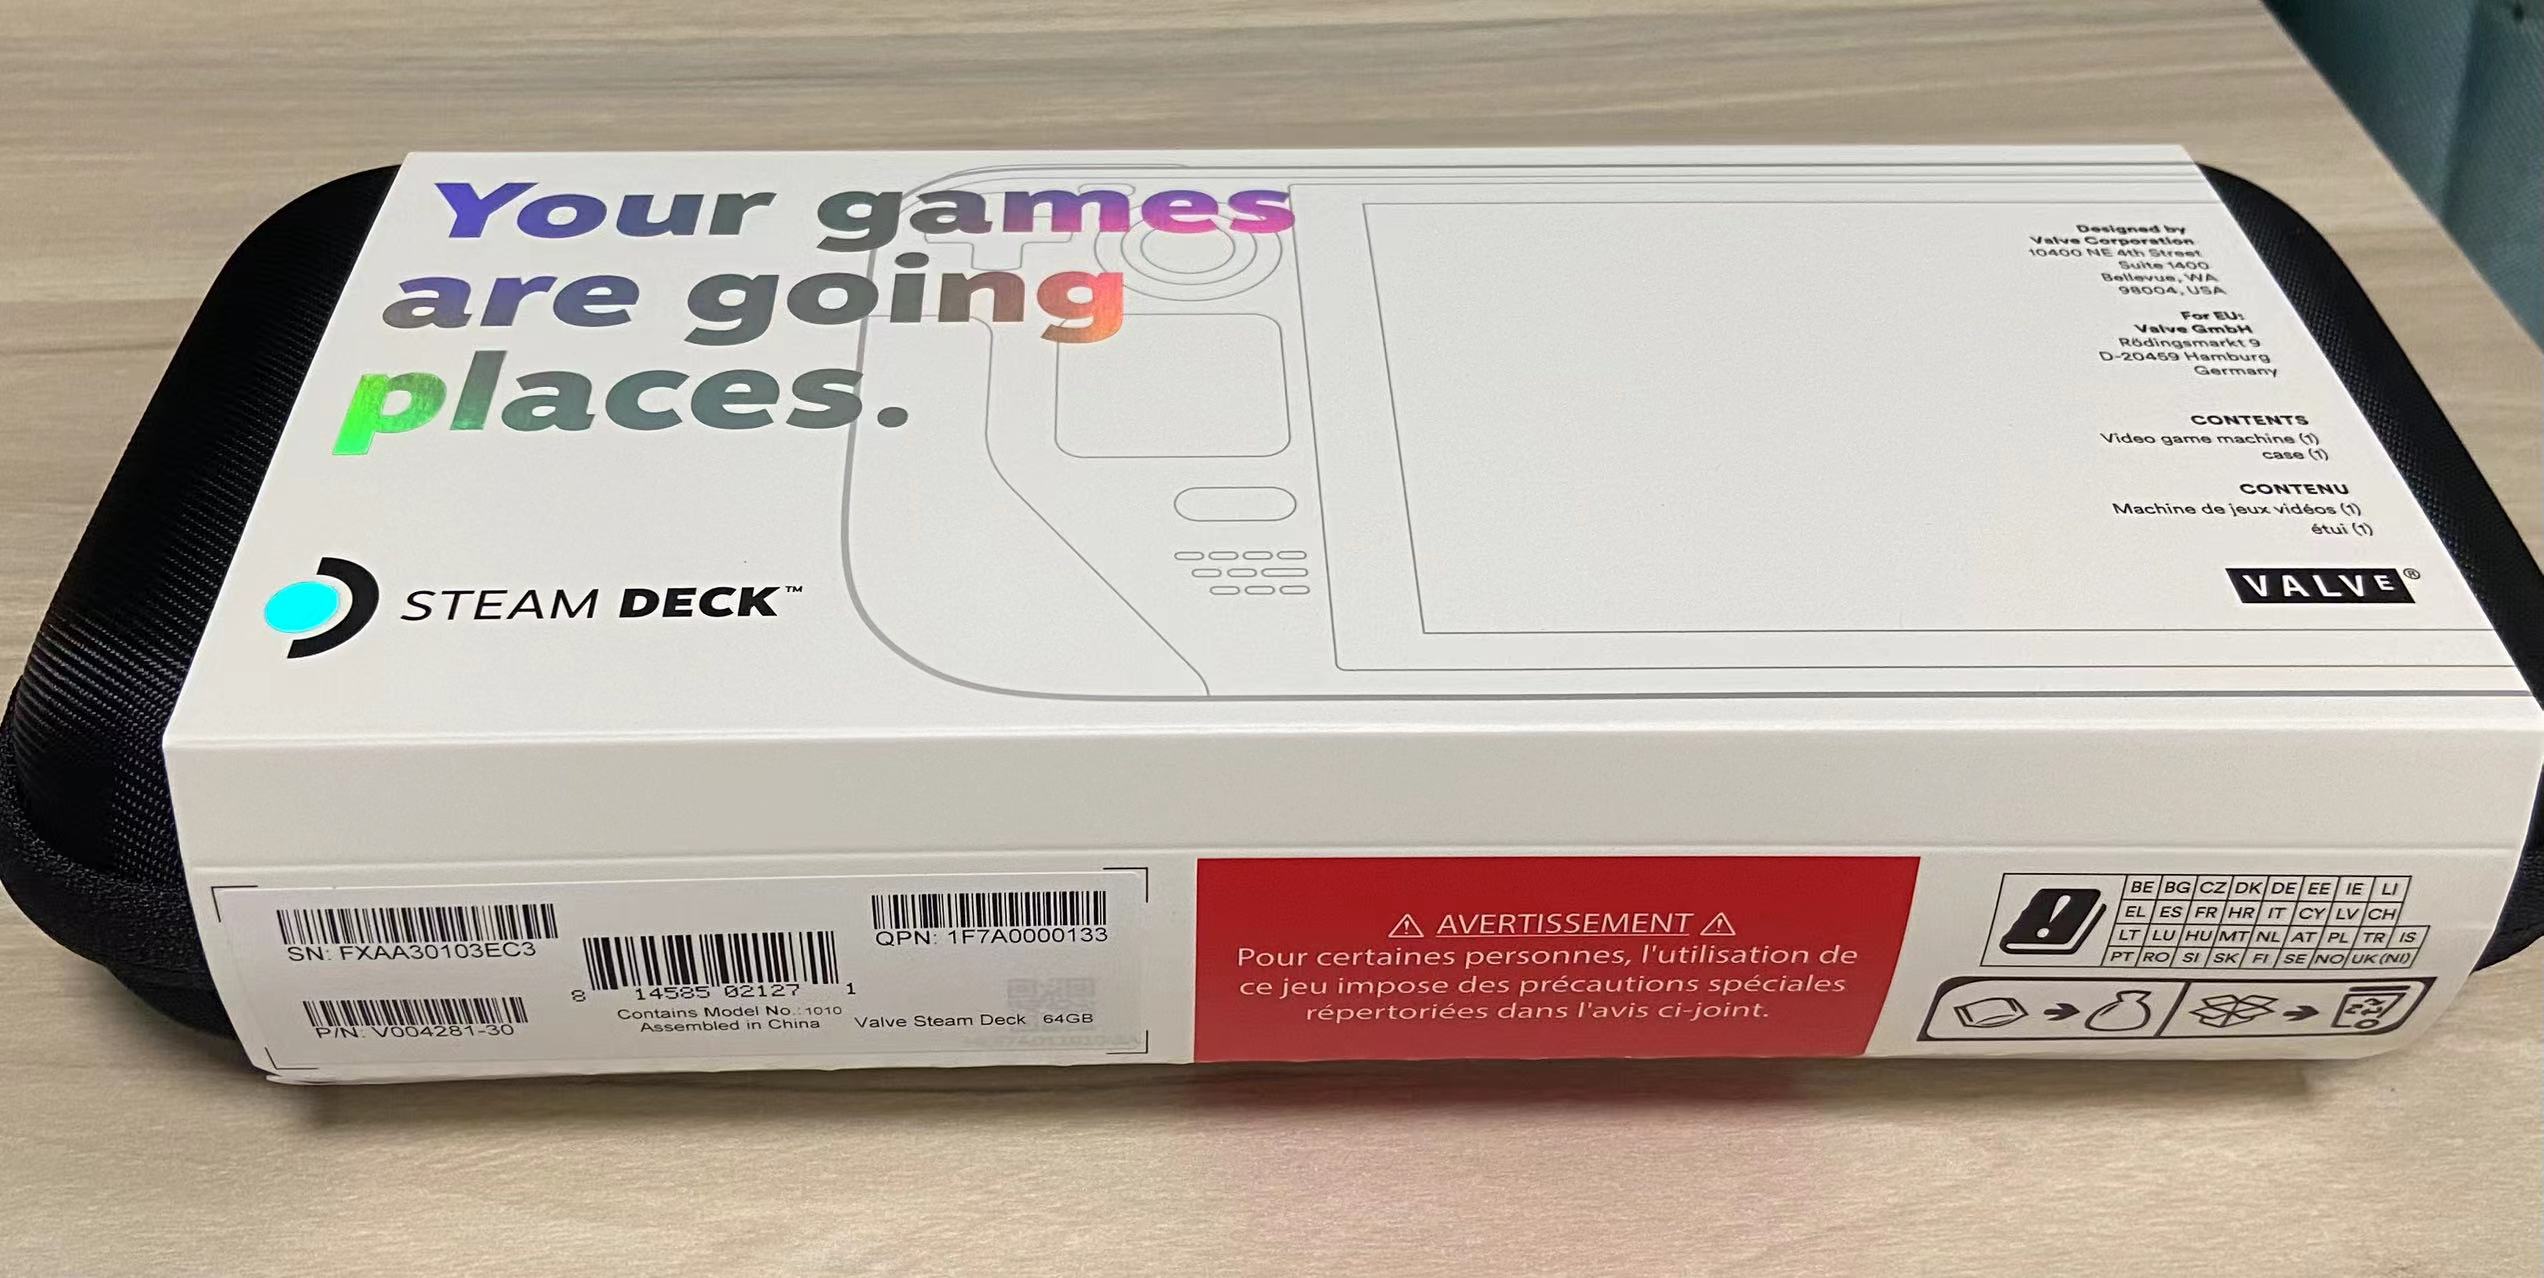 Your games
are going
places.
STEAM DECK™
Designed by
Valve Corporation
10400 NE 4th Street
Suite 1400
Bellevue, WA
98004, USA
For EU:
Valve GmbH
Rödingsmarkt 9
D-20459 Hamburg
Germany
CONTENTS
Video game machine (1)
case (1)
CONTENU
Machine de jeux vidéos (1)
étui (1)
VALVE®
SN: FXAA30103EC3
P/N: V004281-30
8 14585 02127 1
Contains Model No.: 1010
Assembled in China
QPN: 1F7A0000133
Valve Steam Deck 64GB
⚠ AVERTISSEMENT ⚠
Pour certaines personnes, l'utilisation de
ce jeu impose des précautions spéciales
répertoriées dans l'avis ci-joint.
BE BG CZ DK DE EE IE LI
EL ES FR HR IT CY LV CH
LT LU HU MT NL AT PL TR IS
PT RO SI SK FI SE NO UK(NI)